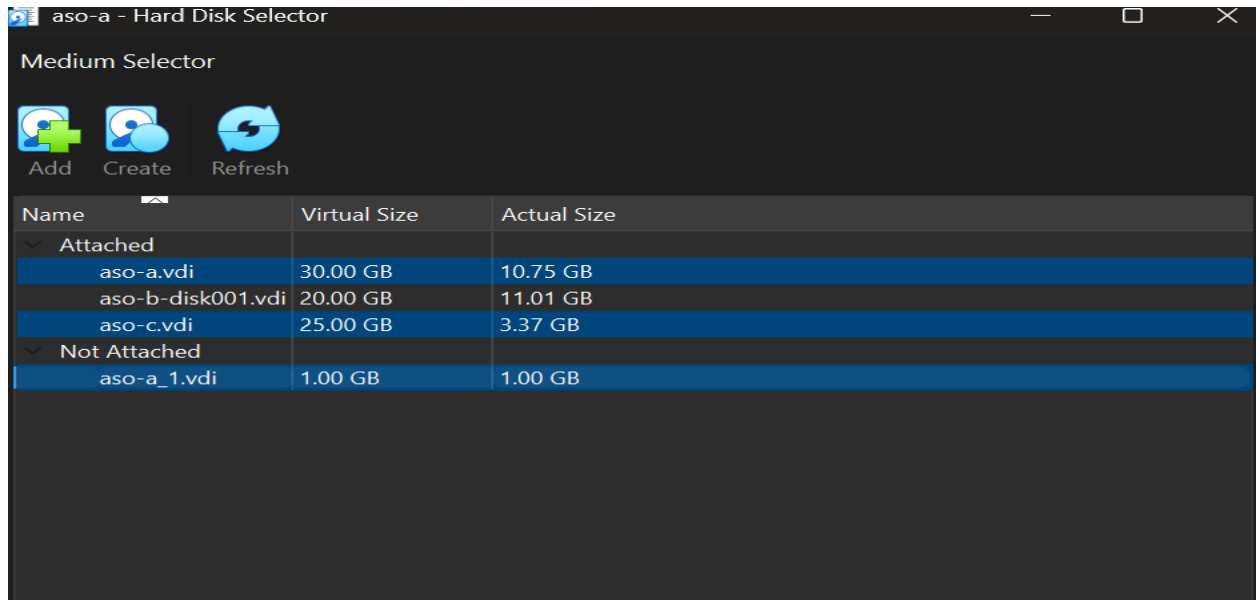 aso-a - Hard Disk Selector
Medium Selector
Add Create Refresh
Name Virtual Size Actual Size
Attached
aso-a.vdi 30.00 GB 10.75 GB
aso-b-disk001.vdi 20.00 GB 11.01 GB
aso-c.vdi 25.00 GB 3.37 GB
Not Attached
aso-a_1.vdi 1.00 GB 1.00 GB